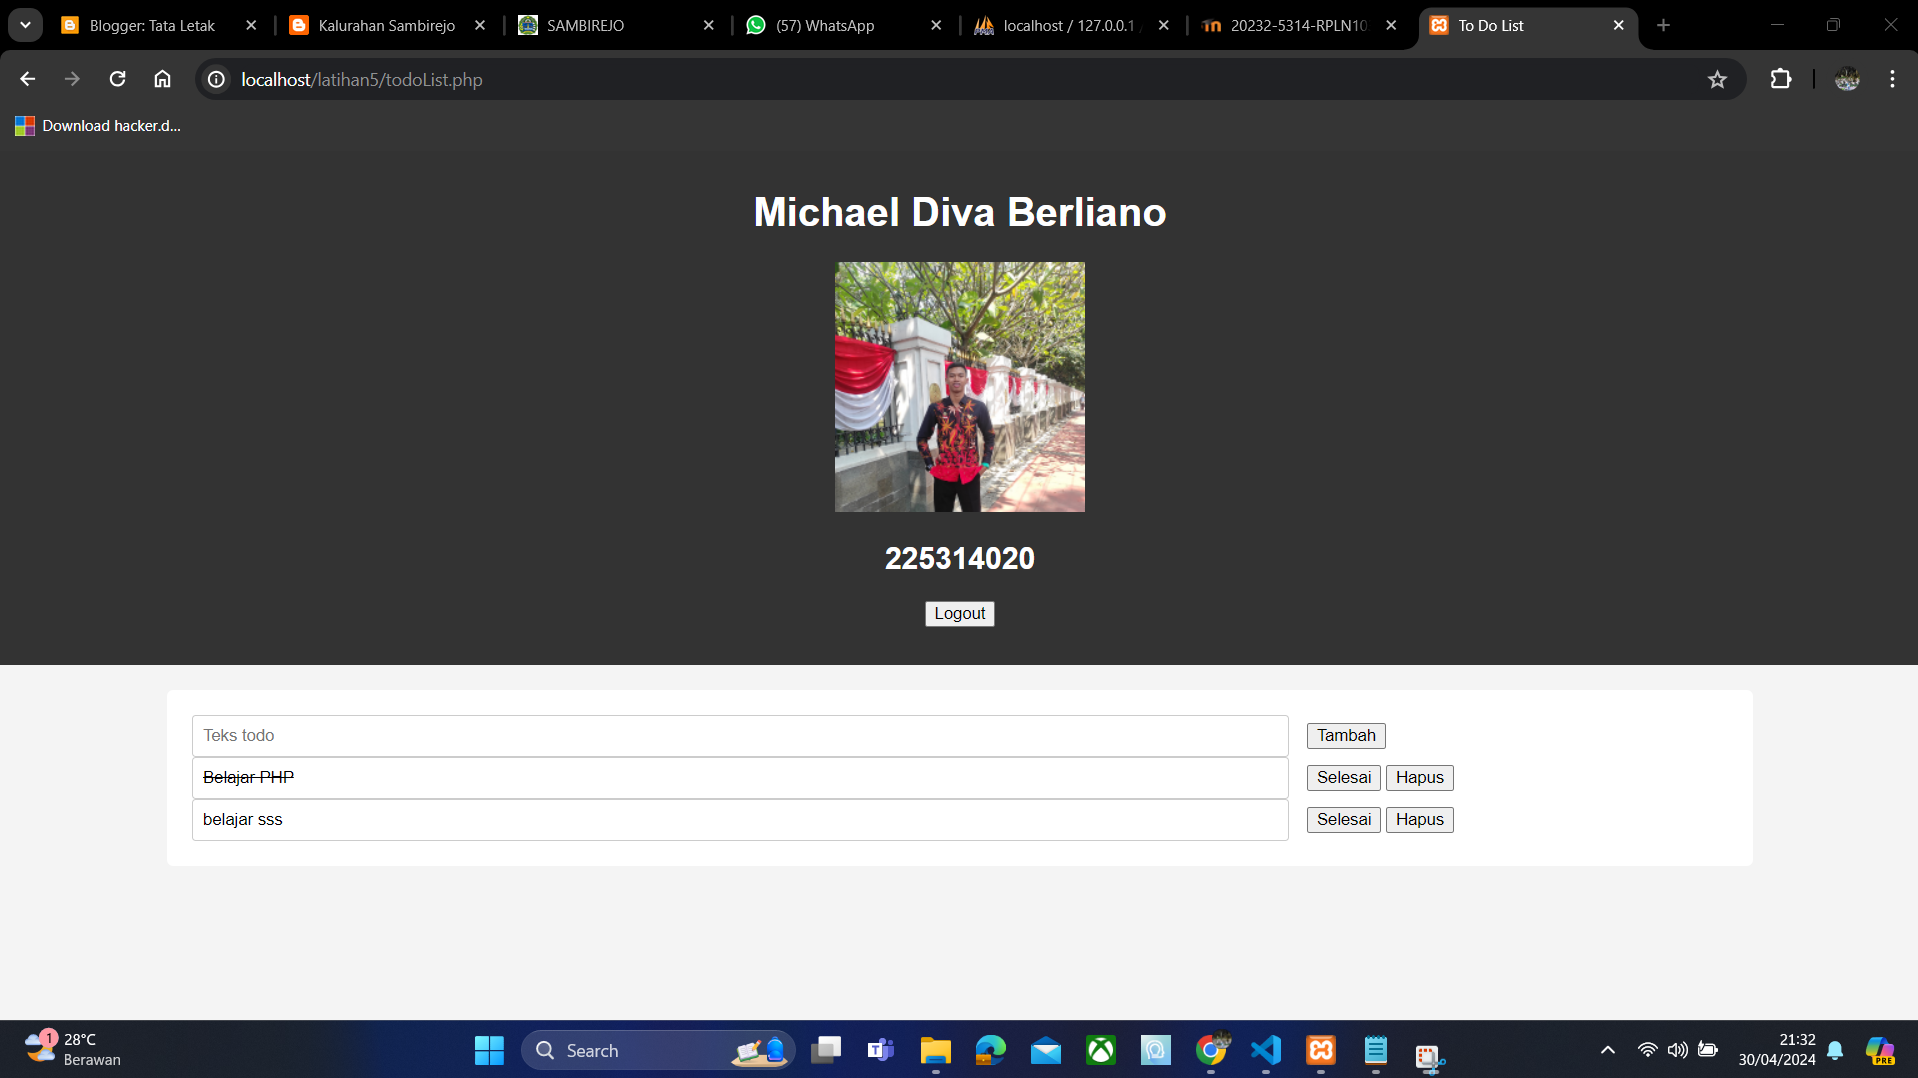 Blogger: Tata Letak
Kalurahan Sambirejo
SAMBIREJO
(57) WhatsApp
localhost / 127.0.0.1 /
20232-5314-RPLN10
To Do List
localhost/latihan5/todoList.php
Download hacker.d...
Michael Diva Berliano
225314020
Logout
Teks todo
Tambah
Belajar PHP
Selesai
Hapus
belajar sss
Selesai
Hapus
1
28°C
Berawan
Search
21:32
30/04/2024
PRE